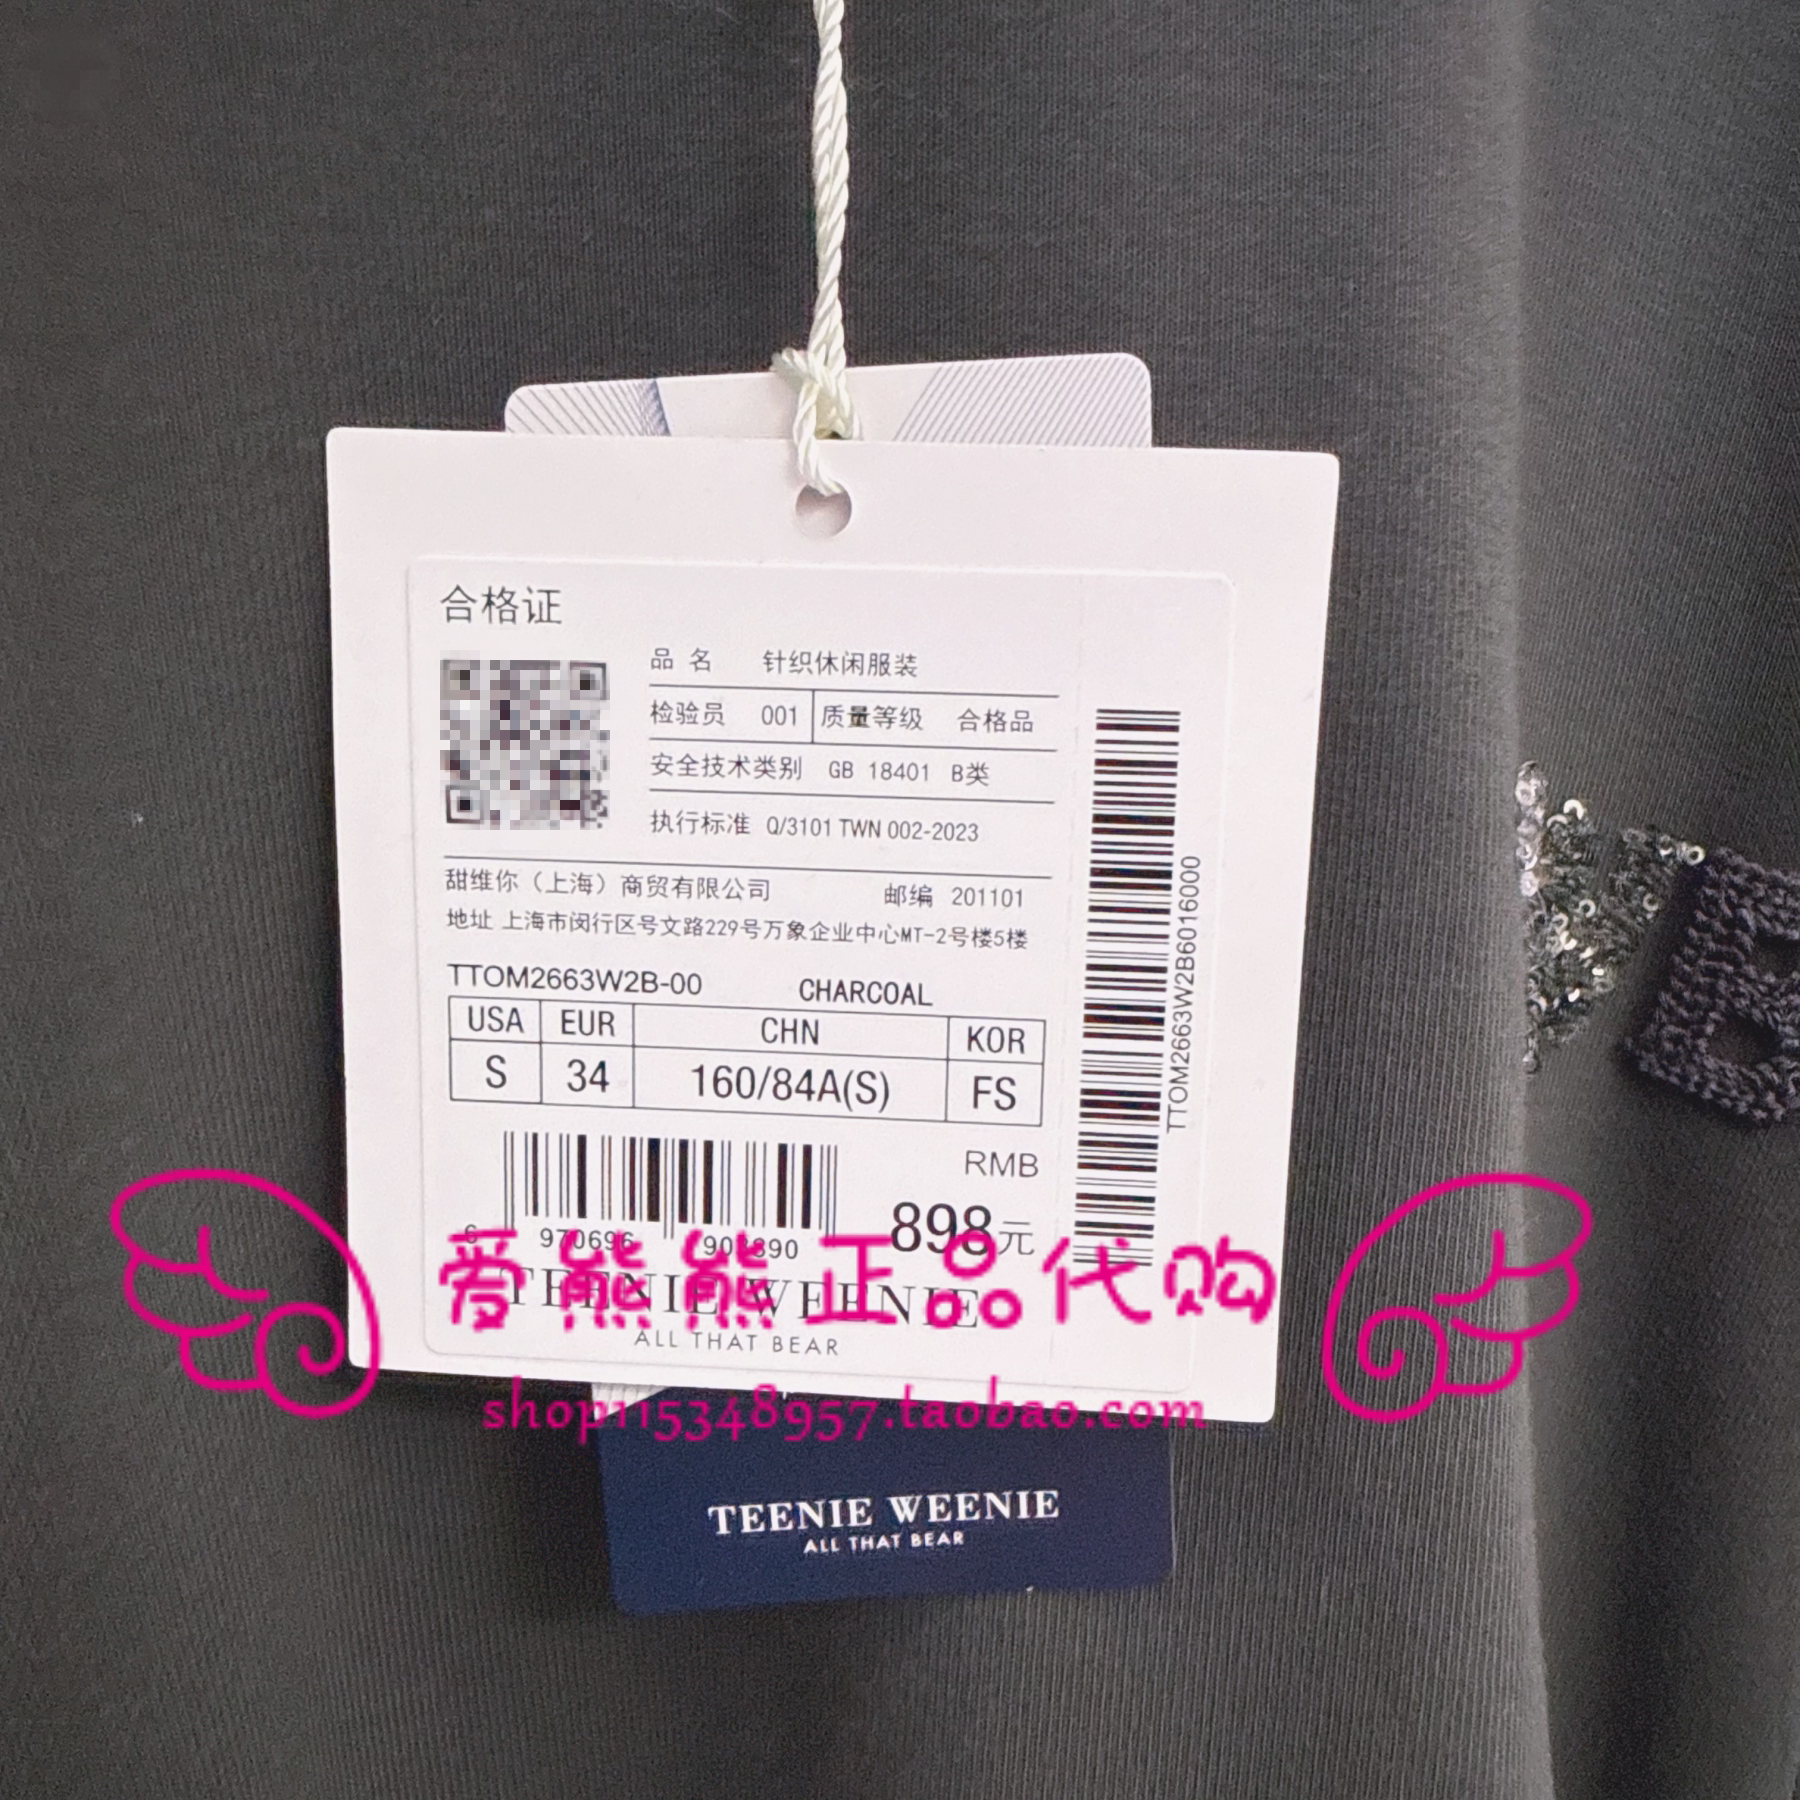 合格证
品 名 针织休闲服装
检验员 001 质量等级 合格品
安全技术类别 GB 18401 B类
执行标准 Q/3101 TWN 002-2023
甜维你（上海）商贸有限公司 邮编 201101
地址 上海市闵行区号文路229号万象企业中心MT-2号楼5楼
TTOM2663W2B-00 CHARCOAL
USA EUR CHN KOR
S 34 160/84A(S) FS
RMB
898元
6 970696
TTOM2663W2B6016000
爱熊熊正品代购
TEENIE WEENIE
ALL THAT BEAR
shop115348957.taobao.com
TEENIE WEENIE
ALL THAT BEAR